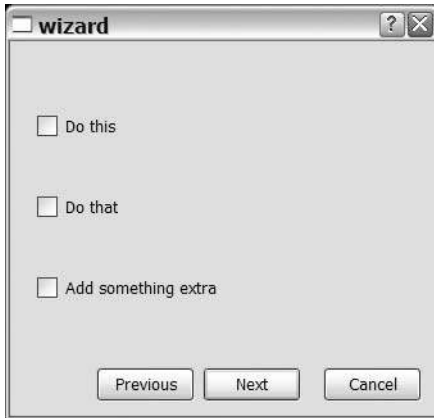 wizard
Do this
Do that
Add something extra
Previous Next Cancel